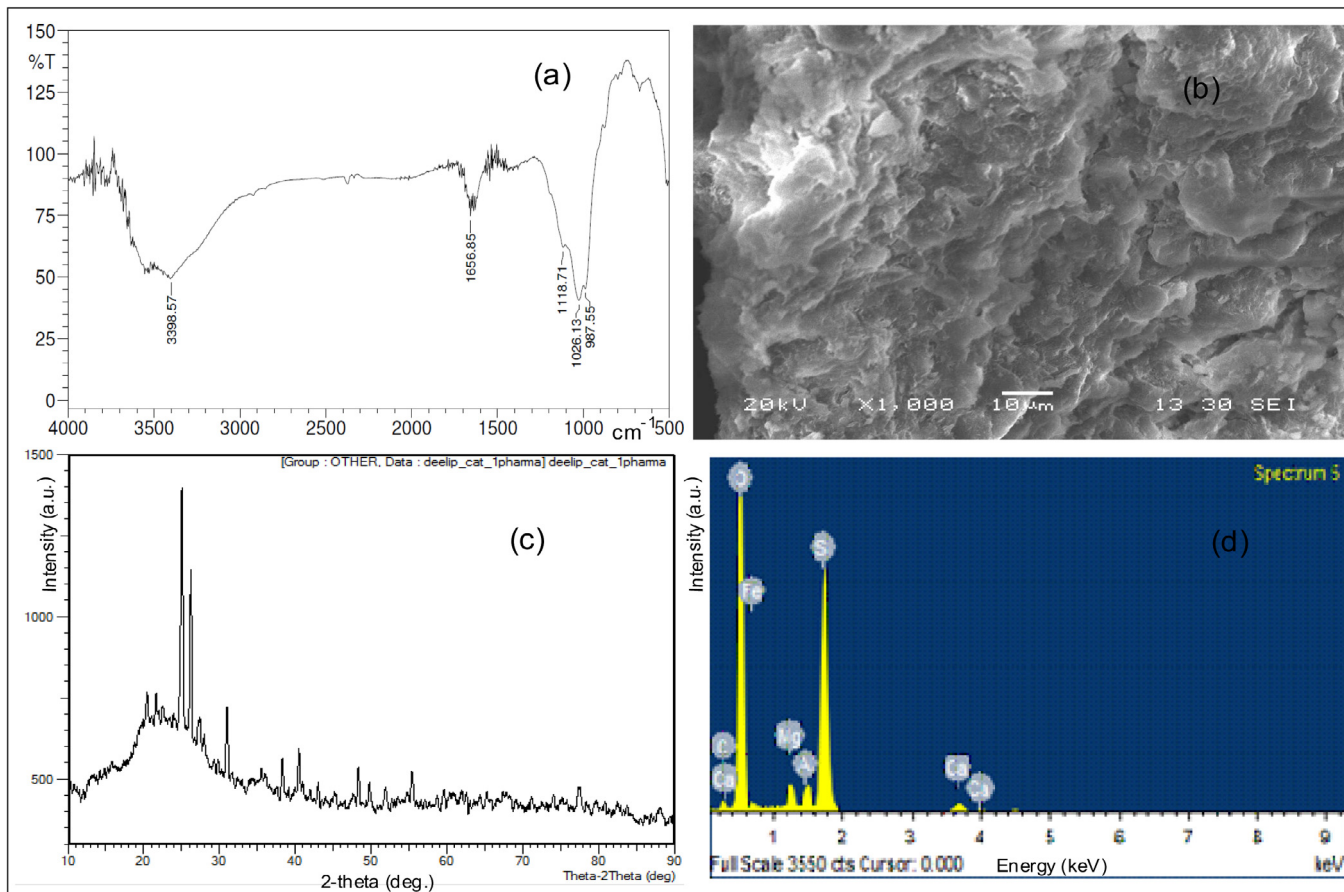 150
%T
125
100
75
50
25
0
(a)
3398.57
1656.85
1118.71
1026.13
987.55
4000
3500
3000
2500
2000
1500
1000
cm⁻¹
500
(b)
20kV X1,000 10μm 13 30 SEI
1500
1000
500
Intensity (a.u.)
[Group : OTHER, Data : deelip_cat_1pharma] deelip_cat_1pharma
(c)
10 20 30 40 50 60 70 80 90
2-theta (deg.)
Theta-2Theta (deg)
Spectrum 5
Intensity (a.u.)
(d)
O
Fe
S
C
Ca
Mg
A
Ca
Ca
1 2 3 4 5 6 7 8 9
Full Scale 3550 cts Cursor: 0.000
Energy (keV)
keV